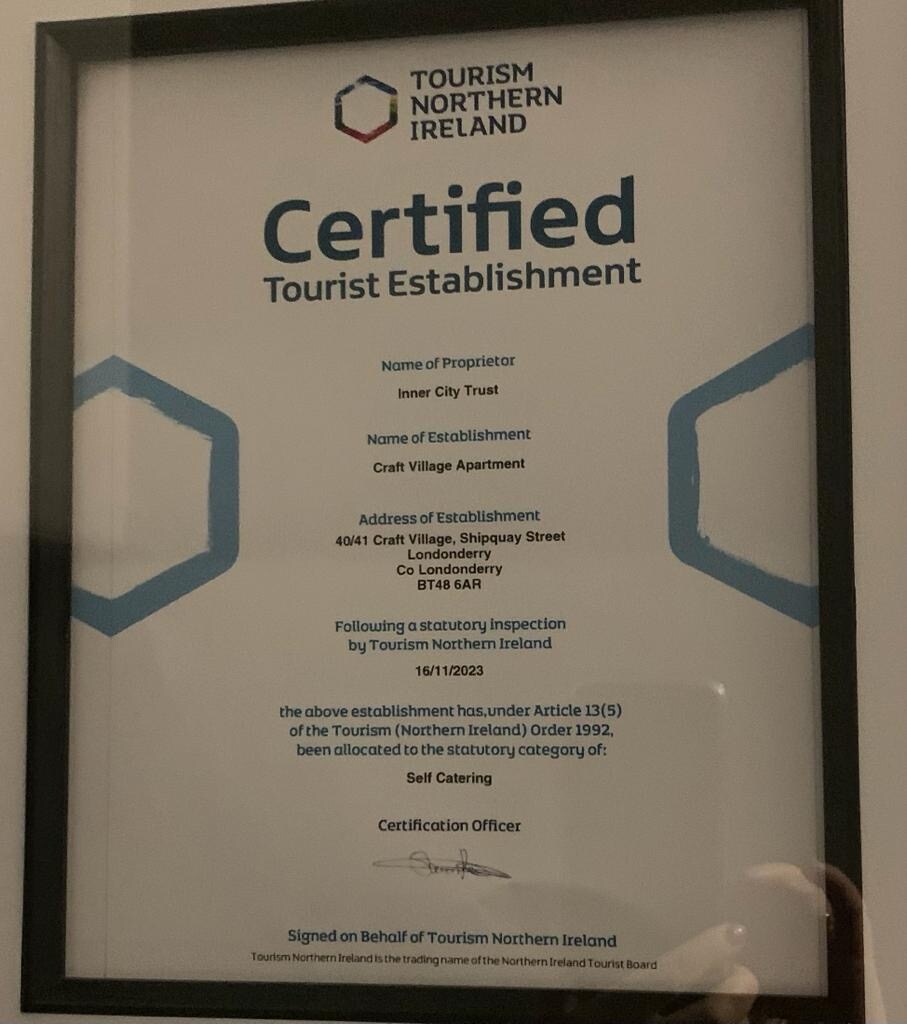 TOURISM
NORTHERN
IRELAND
Certified
Tourist Establishment
Name of Proprietor
Inner City Trust
Name of Establishment
Craft Village Apartment
Address of Establishment
40/41 Craft Village, Shipquay Street
Londonderry
Co Londonderry
BT48 6AR
Following a statutory inspection
by Tourism Northern Ireland
16/11/2023
the above establishment has,under Article 13(5)
of the Tourism (Northern Ireland) Order 1992,
been allocated to the statutory category of:
Self Catering
Certification Officer
Signed on Behalf of Tourism Northern Ireland
Tourism Northern Ireland is the trading name of the Northern Ireland Tourist Board